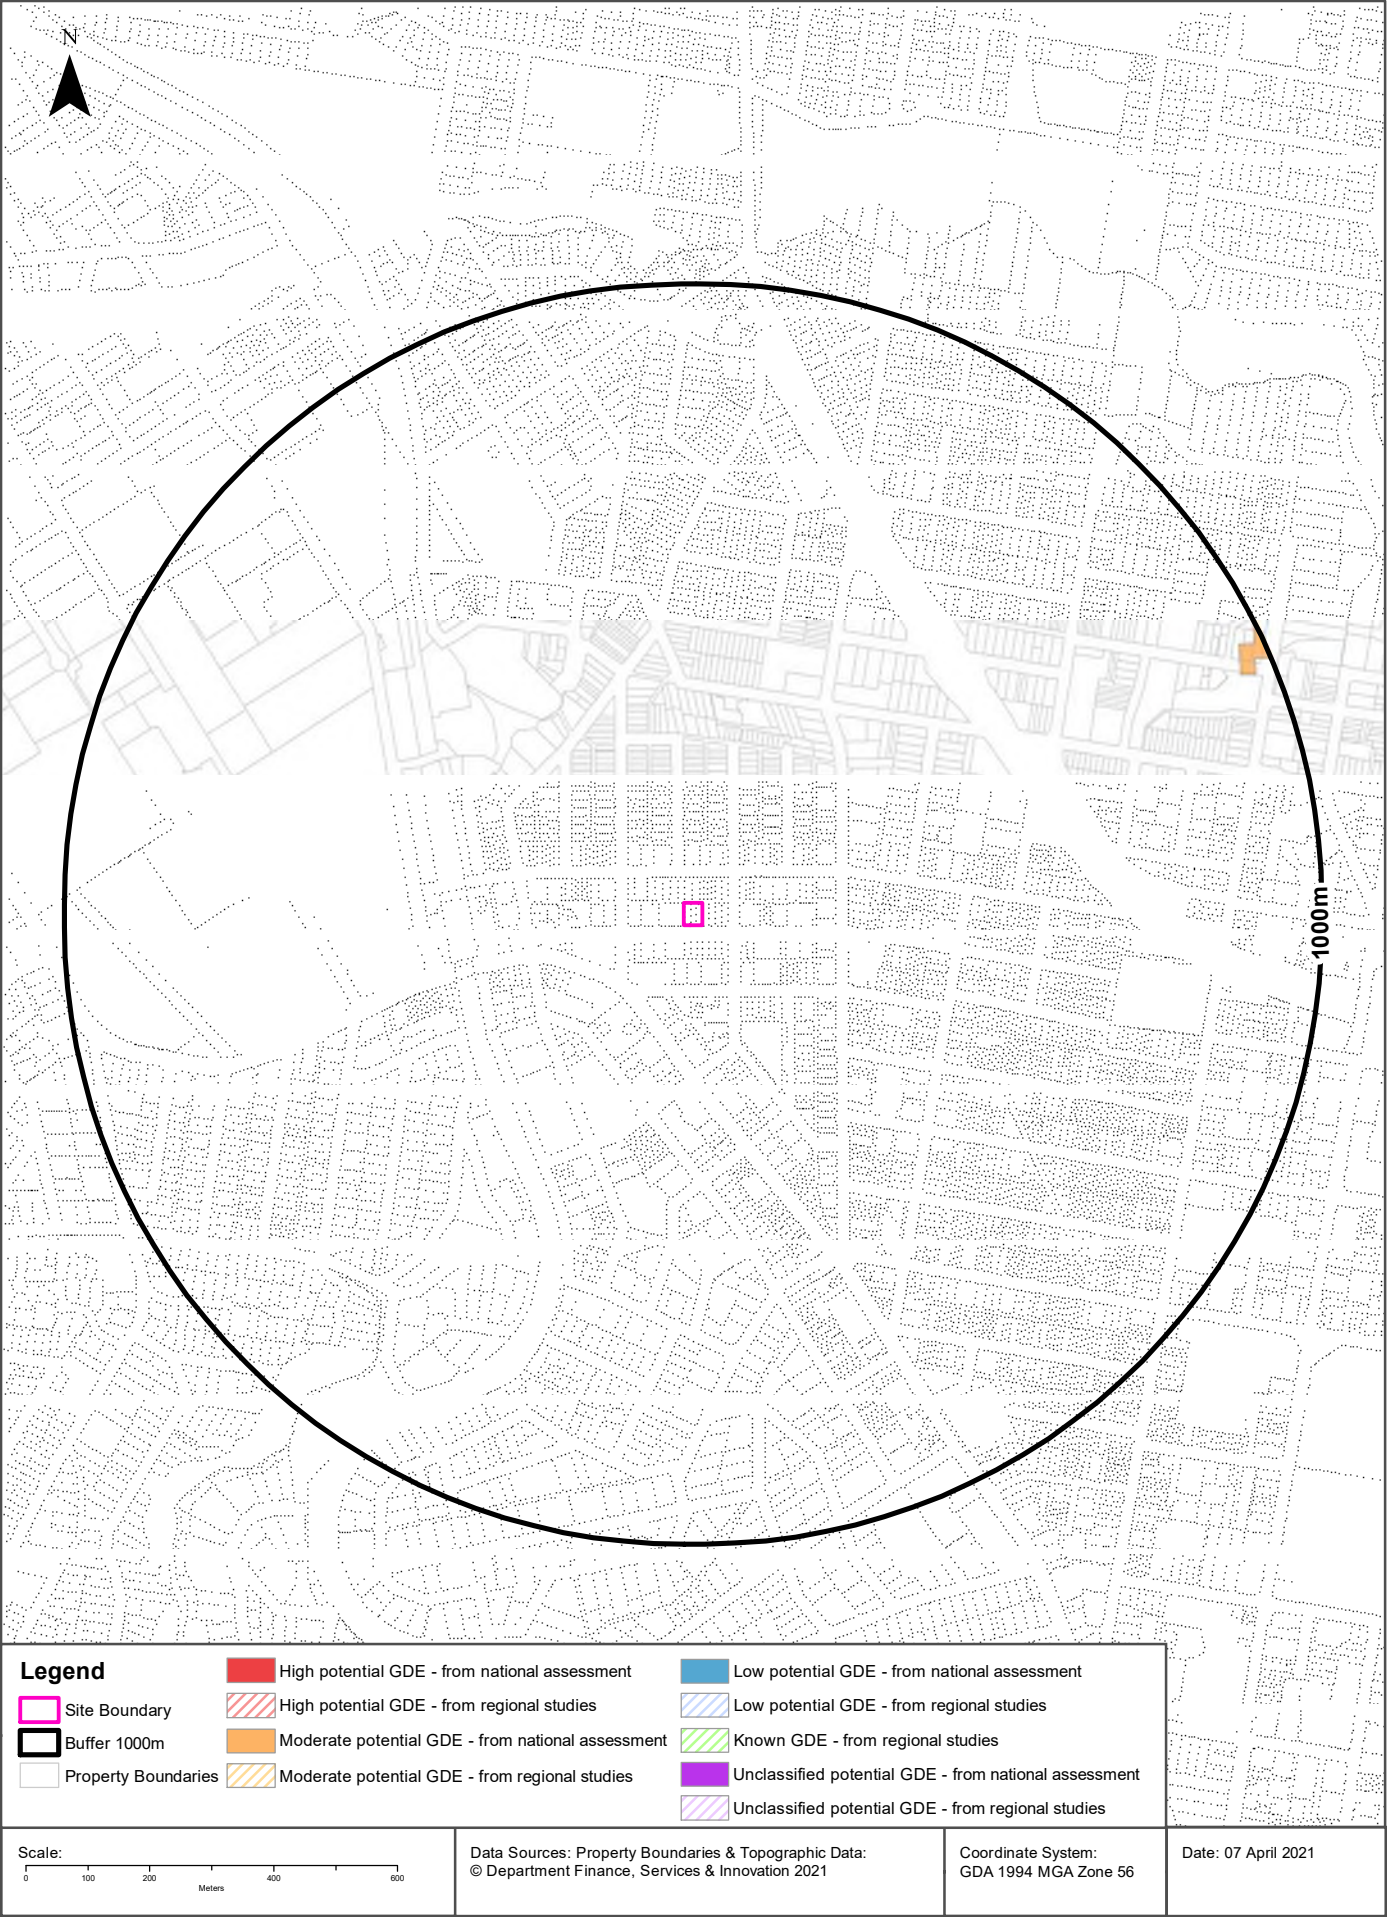 N
1000m
Legend
Site Boundary
Buffer 1000m
Property Boundaries
High potential GDE - from national assessment
High potential GDE - from regional studies
Moderate potential GDE - from national assessment
Moderate potential GDE - from regional studies
Low potential GDE - from national assessment
Low potential GDE - from regional studies
Known GDE - from regional studies
Unclassified potential GDE - from national assessment
Unclassified potential GDE - from regional studies
Scale:
0 100 200 400 600
Meters
Data Sources: Property Boundaries & Topographic Data:
© Department Finance, Services & Innovation 2021
Coordinate System:
GDA 1994 MGA Zone 56
Date: 07 April 2021